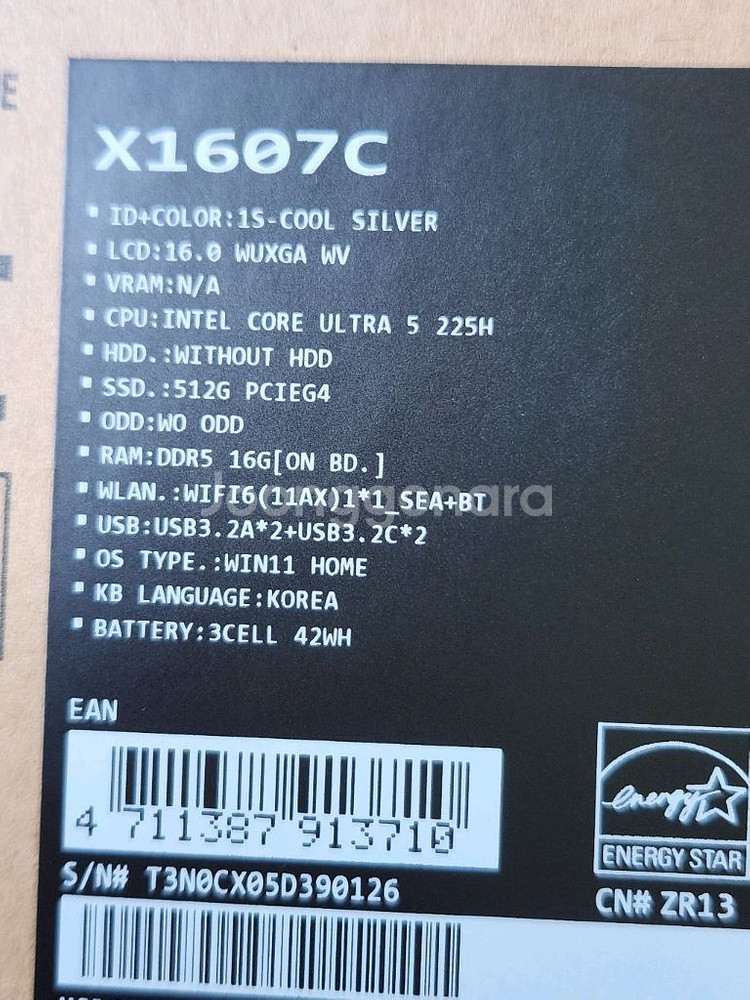 X1607C
ID+COLOR:1S-COOL SILVER
LCD:16.0 WUXGA WV
VRAM:N/A
CPU:INTEL CORE ULTRA 5 225H
HDD.:WITHOUT HDD
SSD.:512G PCIEG4
ODD:WO ODD
RAM:DDR5 16G[ON BD.]
WLAN.:WIFI6(11AX)1*1_SEA+BT
Joonggonara
USB:USB3.2A*2+USB3.2C*2
OS TYPE.:WIN11 HOME
KB LANGUAGE:KOREA
BATTERY:3CELL 42WH
EAN
4 711387 913710
energy
ENERGY STAR
S/N# T3N0CX05D390126
CN# ZR13